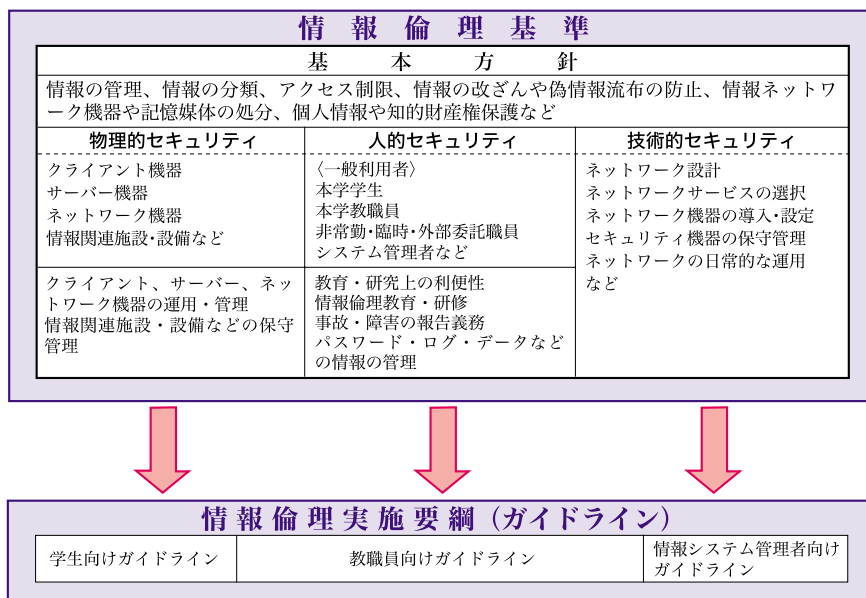 情報倫理基準
基本方針
情報の管理、情報の分類、アクセス制限、情報の改ざんや偽情報流布の防止、情報ネットワ
ーク機器や記憶媒体の処分、個人情報や知的財産権保護など
物理的セキュリティ
クライアント機器
サーバー機器
ネットワーク機器
情報関連施設・設備など
クライアント、サーバー、ネッ
トワーク機器の運用・管理
情報関連施設・設備などの保守
管理
人的セキュリティ
〈一般利用者〉
本学学生
本学教職員
非常勤・臨時・外部委託職員
システム管理者など
教育・研究上の利便性
情報倫理教育・研修
事故・障害の報告義務
パスワード・ログ・データなど
の情報の管理
技術的セキュリティ
ネットワーク設計
ネットワークサービスの選択
ネットワーク機器の導入・設定
セキュリティ機器の保守管理
ネットワークの日常的な運用
など
情報倫理実施要綱（ガイドライン）
学生向けガイドライン
教職員向けガイドライン
情報システム管理者向け
ガイドライン